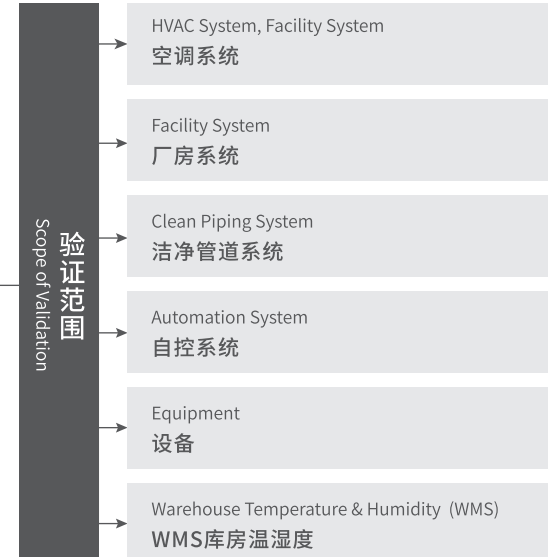 验证范围
Scope of Validation
HVAC System, Facility System
空调系统
Facility System
厂房系统
Clean Piping System
洁净管道系统
Automation System
自控系统
Equipment
设备
Warehouse Temperature & Humidity (WMS)
WMS库房温湿度